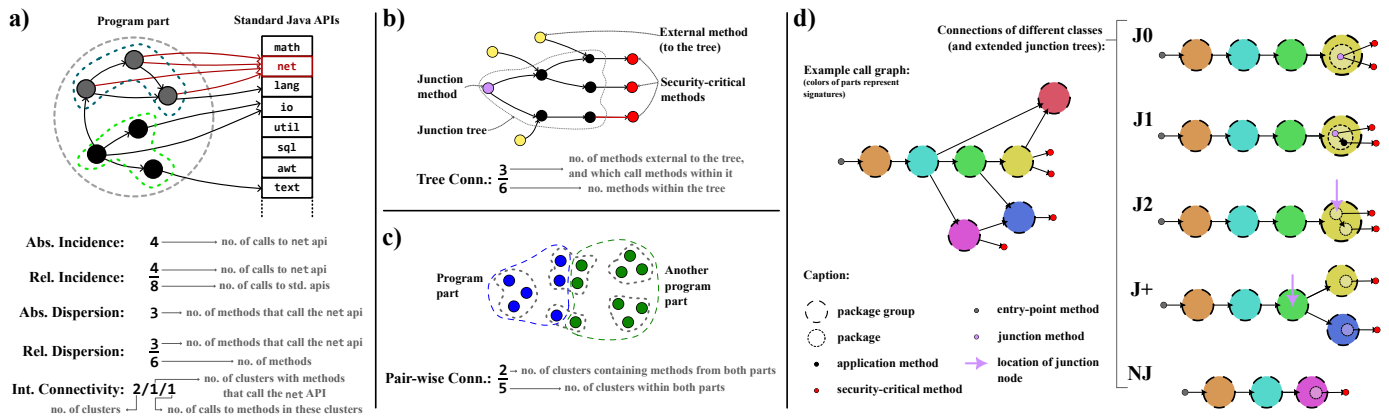 a)
Program part
Standard Java APIs
math
net
lang
io
util
sql
awt
text
Abs. Incidence: 4 no. of calls to net api
Rel. Incidence: 4 no. of calls to net api
8 no. of calls to std. apis
Abs. Dispersion: 3 no. of methods that call the net api
Rel. Dispersion: 3 no. of methods that call the net api
6 no. of methods
Int. Connectivity: 2/1/1 no. of clusters with methods
that call the net API
no. of clusters no. of calls to methods in these clusters
b)
External method
(to the tree)
Junction
method
Security-critical
methods
Junction tree
Tree Conn.: 3 no. of methods external to the tree,
and which call methods within it
6 no. methods within the tree
c)
Program
part
Another
program
part
Pair-wise Conn.: 2 no. of clusters containing methods from both parts
5 no. of clusters within both parts
d)
Connections of different classes
(and extended junction trees):
Example call graph:
(colors of parts represent
signatures)
J0
J1
J2
J+
NJ
Caption:
package group
package
application method
security-critical method
entry-point method
junction method
location of junction
node